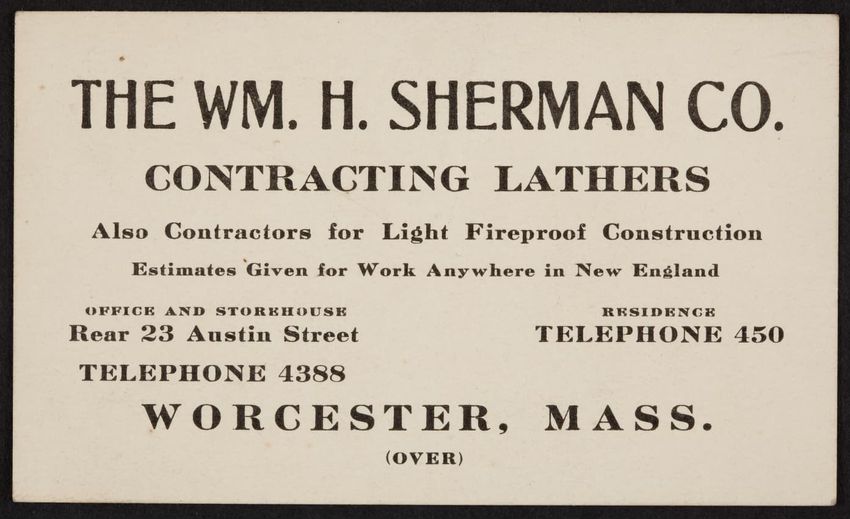 THE WM. H. SHERMAN CO.
CONTRACTING LATHERS
Also Contractors for Light Fireproof Construction
Estimates Given for Work Anywhere in New England
OFFICE AND STOREHOUSE
Rear 23 Austin Street
TELEPHONE 4388
RESIDENCE
TELEPHONE 450
WORCESTER, MASS.
(OVER)